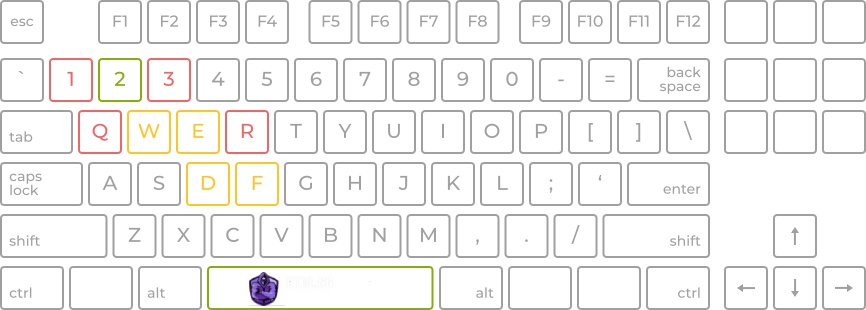 esc F1 F2 F3 F4 F5 F6 F7 F8 F9 F10 F11 F12
` 1 2 3 4 5 6 7 8 9 0 - = back space
tab Q W E R T Y U I O P [ ] \
caps lock A S D F G H J K L ; ‘ enter
shift Z X C V B N M , . / shift ↑
ctrl alt alt ctrl ← ↓ →